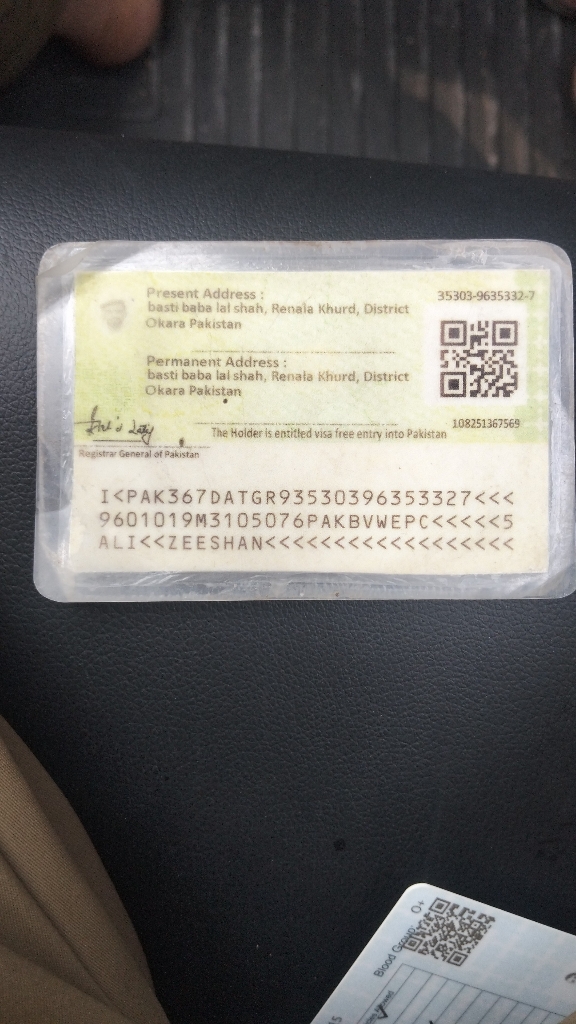 Present Address :
basti baba lal shah, Renala Khurd, District
Okara Pakistan
35303-9635332-7
Permanent Address :
basti baba lal shah, Renala Khurd, District
Okara Pakistan
108251367569
The Holder is entitled visa free entry into Pakistan
Registrar General of Pakistan
I<PAK367DATGR93530396353327<<<
9601019M3105076PAKBVWEPC<<<<<5
ALI<<ZEESHAN<<<<<<<<<<<<<<<<<<
Blood Group O+